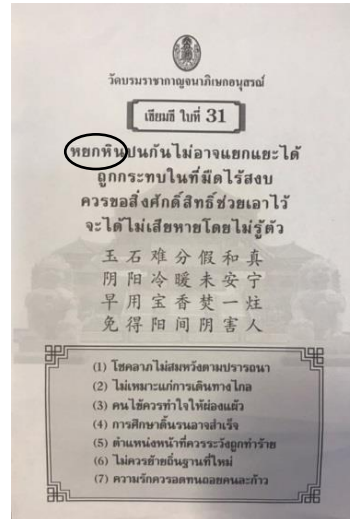 วัดบรมราชากาญจนาภิเษกอนุสรณ์
เซียมซี ใบที่ 31
หยกหินปนกันไม่อาจแยกแยะได้
ถูกกระทบในที่มืดไร้สงบ
ควรขอสิ่งศักดิ์สิทธิ์ช่วยเอาไว้
จะได้ไม่เสียหายโดยไม่รู้ตัว
玉石难分假和真
阴阳冷暖未安宁
早用宝香焚一炷
免得阳间阴害人
(1) โชคลาภไม่สมหวังตามปรารถนา
(2) ไม่เหมาะแก่การเดินทางไกล
(3) คนไข้ควรทำใจให้ผ่องแผ้ว
(4) การศึกษาดิ้นรนอาจสำเร็จ
(5) ตำแหน่งหน้าที่ควรระวังถูกทำร้าย
(6) ไม่ควรย้ายถิ่นฐานที่ใหม่
(7) ความรักควรอดทนถอยคนละก้าว